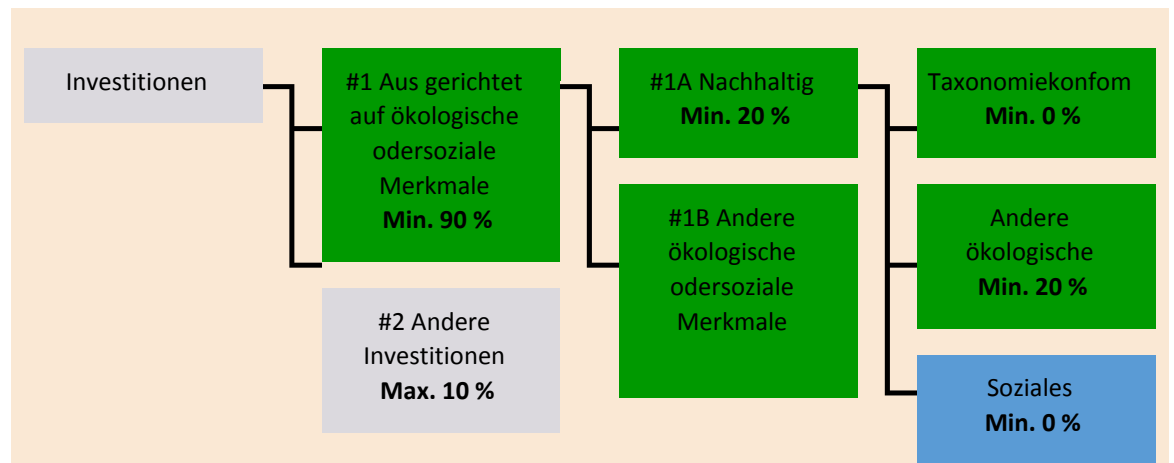 Investitionen
#1 Aus gerichtet
auf ökologische
odersoziale
Merkmale
Min. 90 %
#2 Andere
Investitionen
Max. 10 %
#1A Nachhaltig
Min. 20 %
#1B Andere
ökologische
odersoziale
Merkmale
Taxonomiekonfom
Min. 0 %
Andere
ökologische
Min. 20 %
Soziales
Min. 0 %